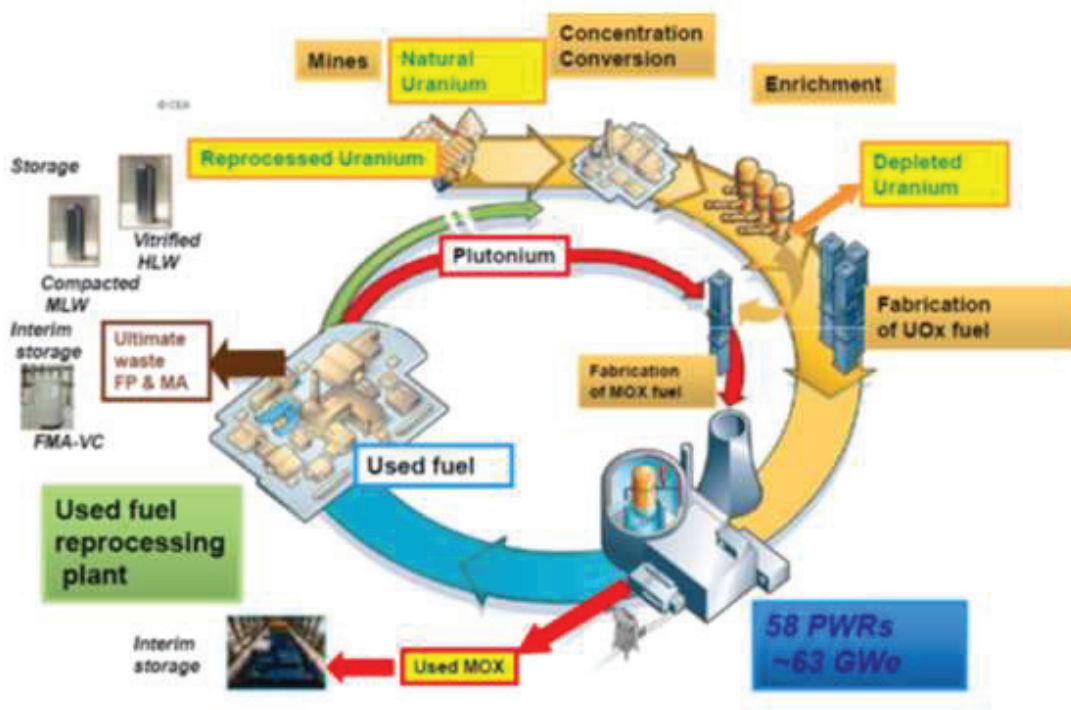 Concentration
Conversion
Mines
Natural
Uranium
Enrichment
© CEA
Reprocessed Uranium
Depleted
Uranium
Storage
Vitrified
HLW
Plutonium
Compacted
MLW
Fabrication
of UOx fuel
Interim
storage
Ultimate
waste
FP & MA
Fabrication
of MOX fuel
FMA-VC
Used fuel
Used fuel
reprocessing
plant
58 PWRs
~63 GWe
Interim
storage
Used MOX